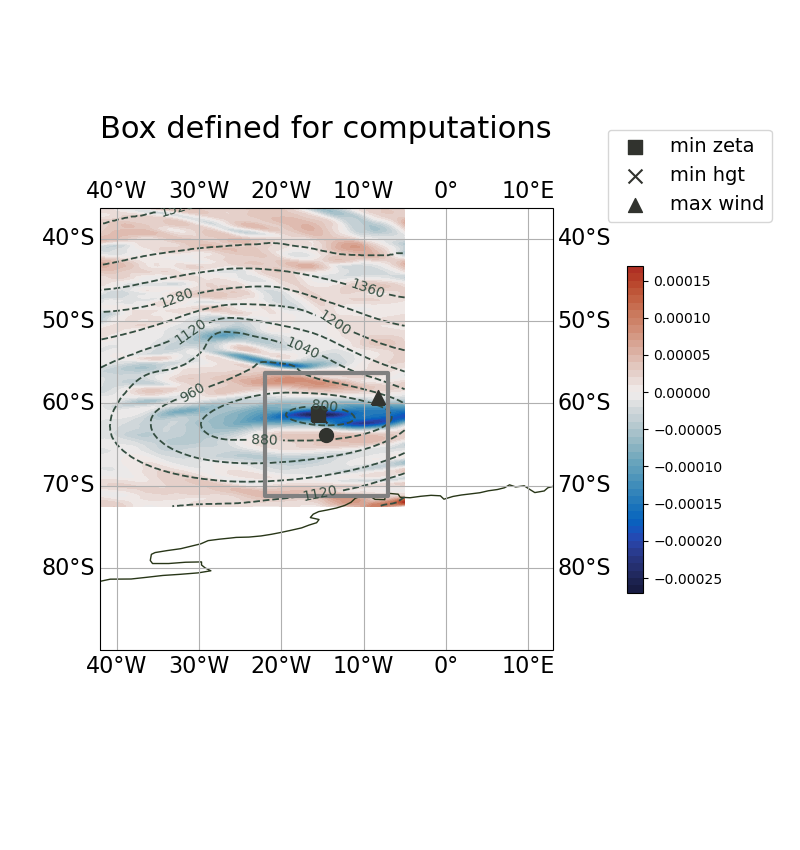 Box defined for computations
min zeta
min hgt
max wind
40°W 30°W 20°W 10°W 0° 10°E
40°S 40°S
50°S 50°S
60°S 60°S
70°S 70°S
80°S 80°S
40°W 30°W 20°W 10°W 0° 10°E
1280
1360
1120
1200
1040
960
800
880
1120
0.00015
0.00010
0.00005
0.00000
−0.00005
−0.00010
−0.00015
−0.00020
−0.00025